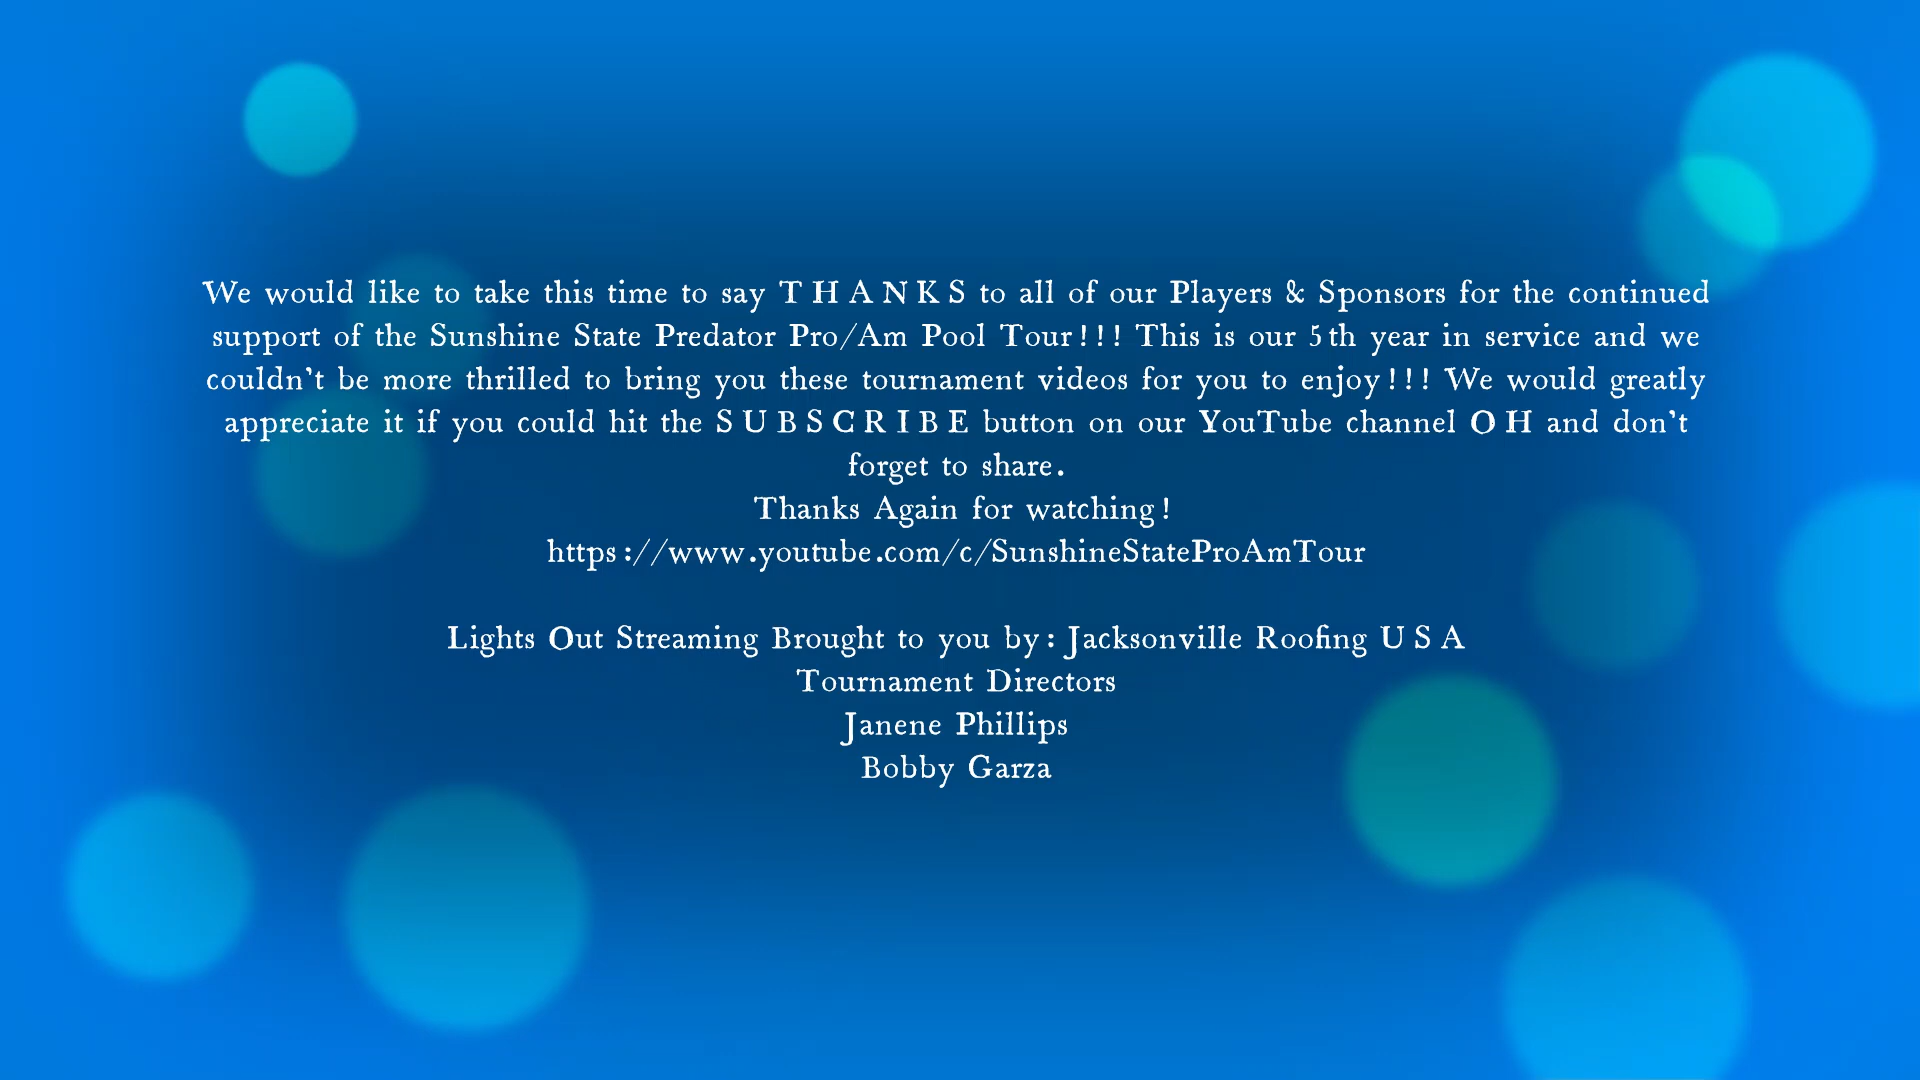 We would like to take this time to say THANKS to all of our Players & Sponsors for the continued
support of the Sunshine State Predator Pro/Am Pool Tour!!! This is our 5th year in service and we
couldn't be more thrilled to bring you these tournament videos for you to enjoy!!! We would greatly
appreciate it if you could hit the SUBSCRIBE button on our YouTube channel OH and don't
forget to share.
Thanks Again for watching!
https://www.youtube.com/c/SunshineStateProAmTour
Lights Out Streaming Brought to you by: Jacksonville Roofing USA
Tournament Directors
Janene Phillips
Bobby Garza